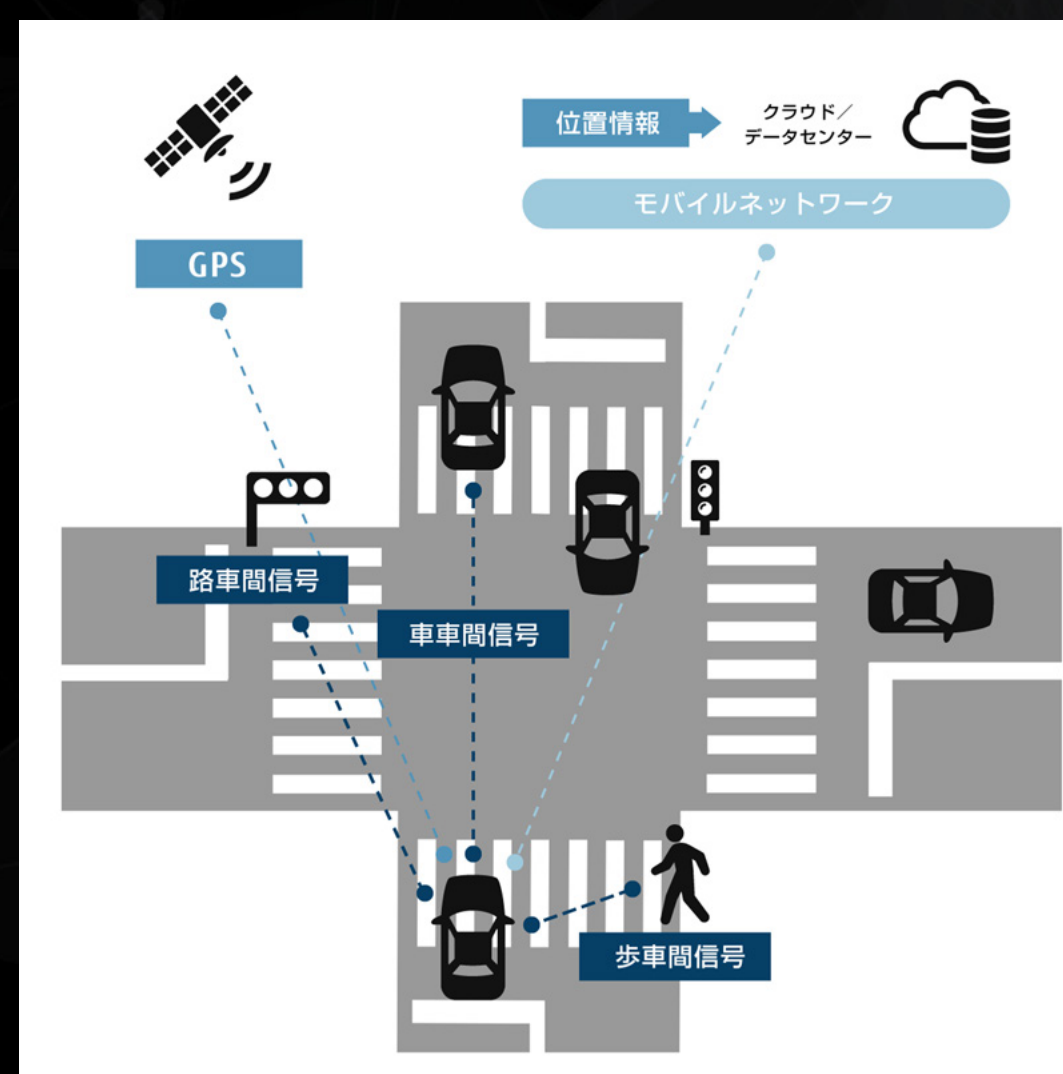 位置情報
クラウド／
データセンター
モバイルネットワーク
GPS
路車間信号
車車間信号
歩車間信号